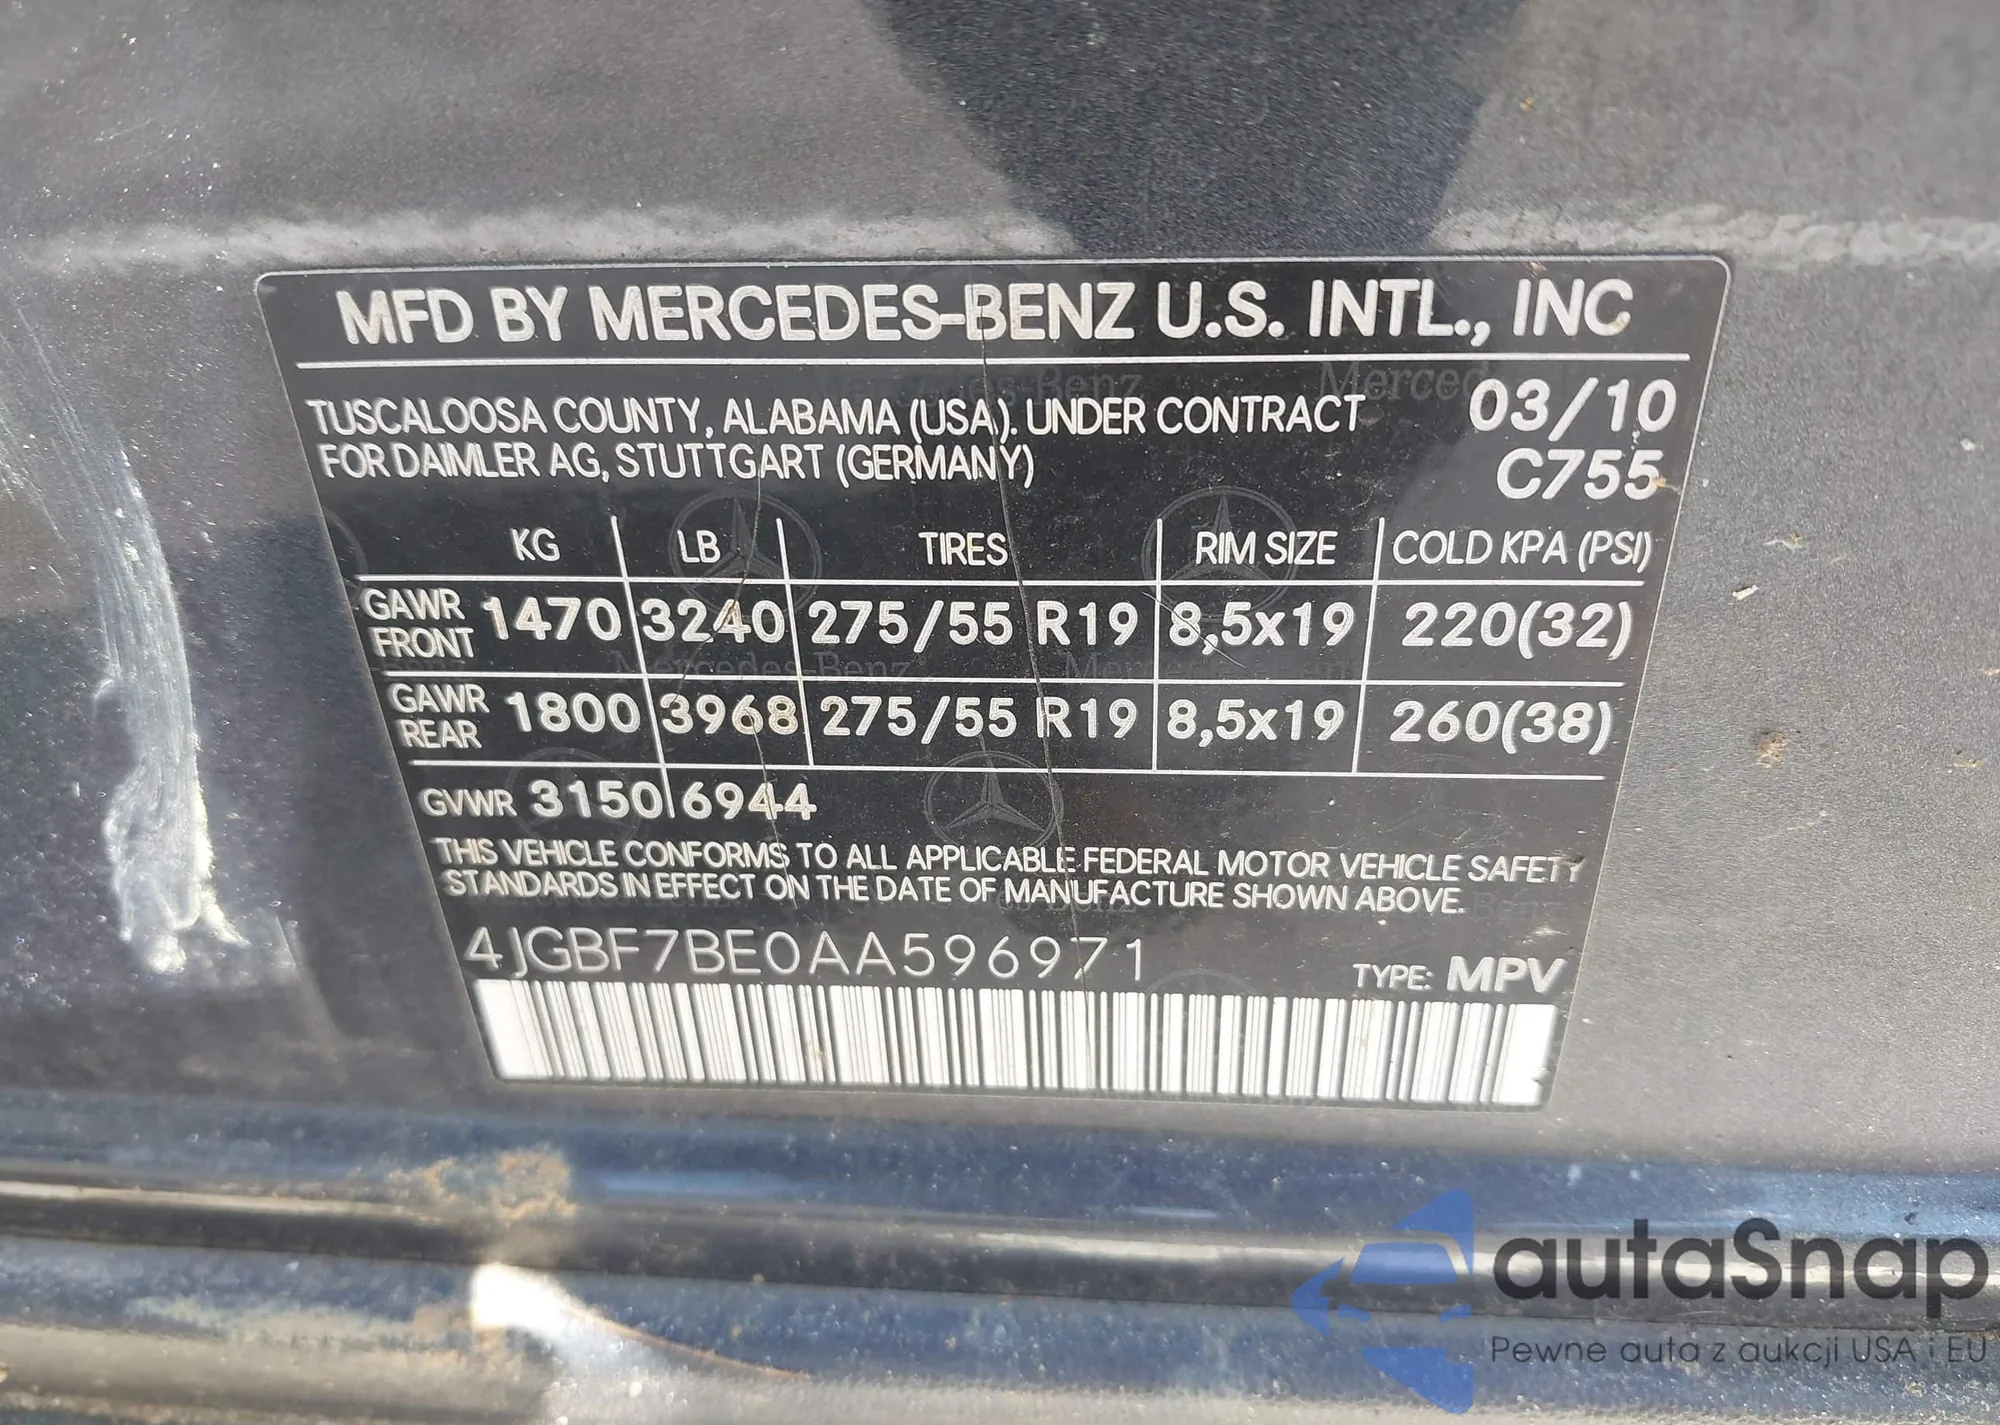 MFD BY MERCEDES-BENZ U.S. INTL., INC
TUSCALOOSA COUNTY, ALABAMA (USA). UNDER CONTRACT 03/10
FOR DAIMLER AG, STUTTGART (GERMANY) C755
KG LB TIRES RIM SIZE COLD KPA (PSI)
GAWR FRONT 1470 3240 275/55 R19 8,5x19 220(32)
GAWR REAR 1800 3968 275/55 R19 8,5x19 260(38)
GVWR 3150 6944
THIS VEHICLE CONFORMS TO ALL APPLICABLE FEDERAL MOTOR VEHICLE SAFETY
STANDARDS IN EFFECT ON THE DATE OF MANUFACTURE SHOWN ABOVE.
4JGBF7BE0AA596971 TYPE: MPV
autaSnap
Pewne auta z aukcji USA i EU